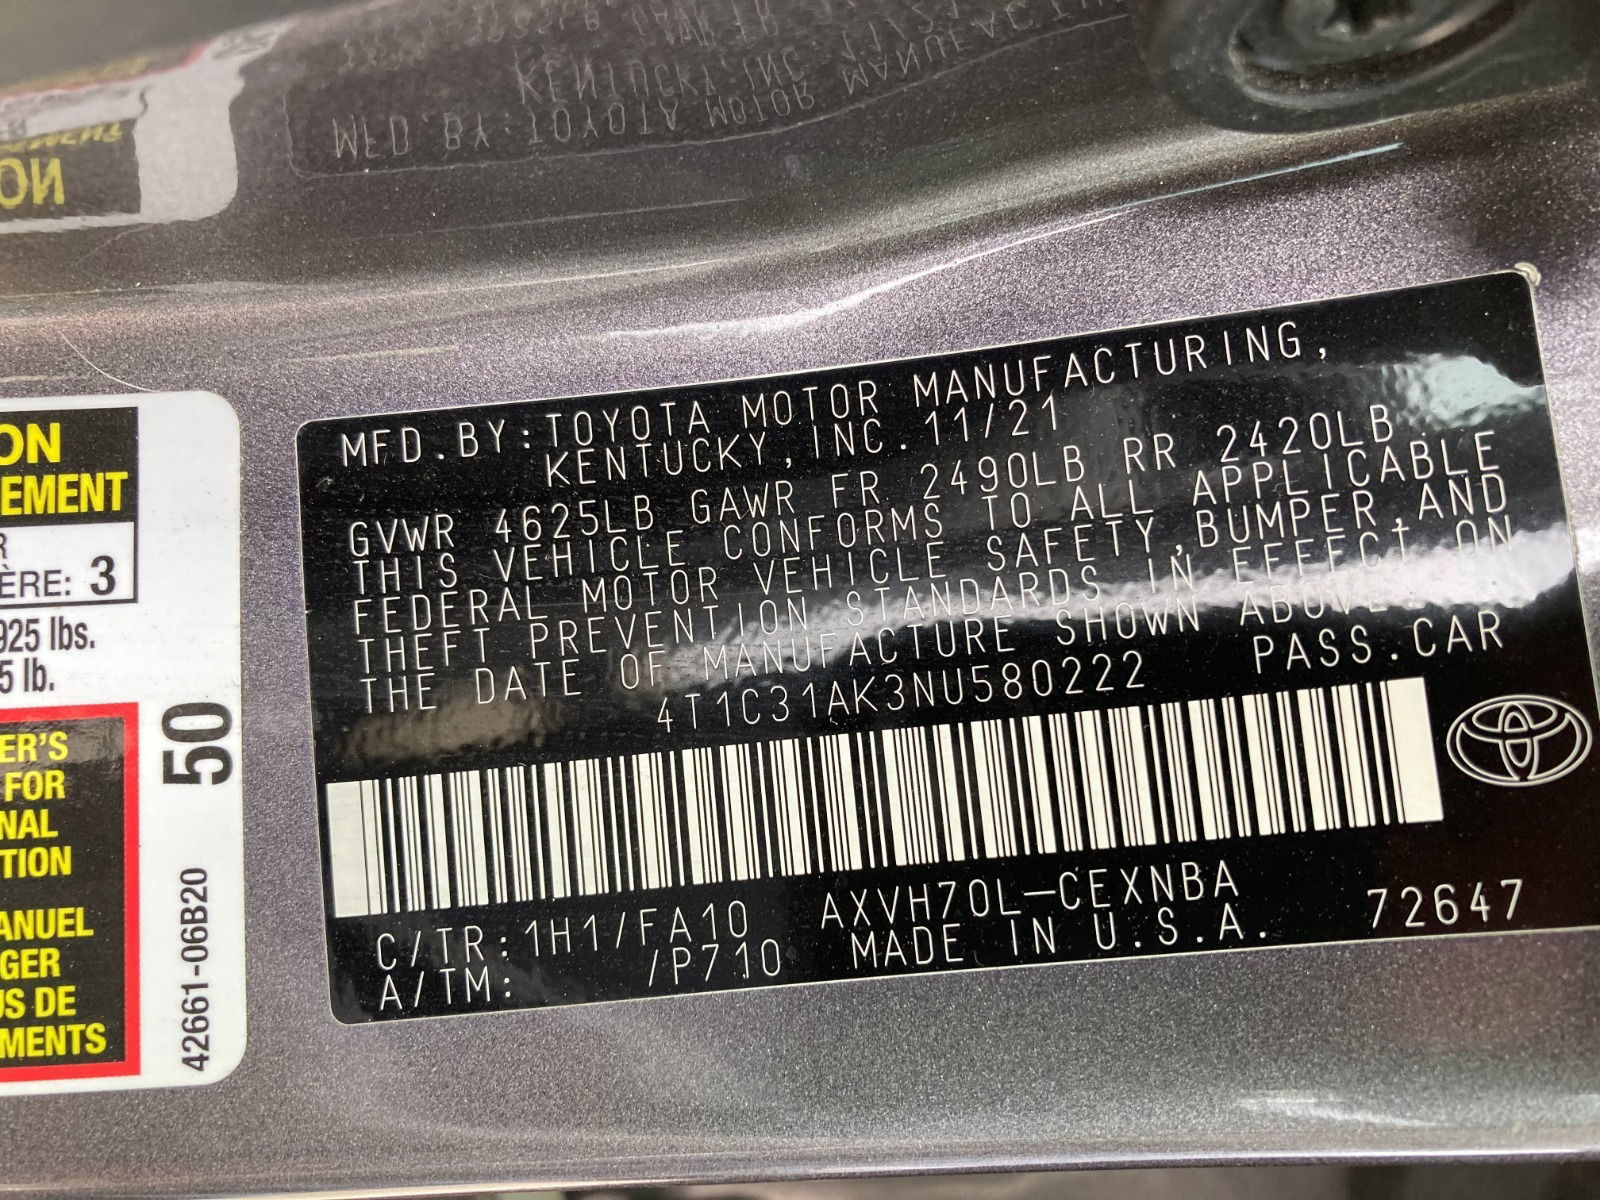 MFD.BY:TOYOTA MOTOR MANUFACTURING,
KENTUCKY,INC.11/21
GVWR 4625LB GAWR FR 2490LB RR 2420LB
THIS VEHICLE CONFORMS TO ALL APPLICABLE
FEDERAL MOTOR VEHICLE SAFETY,BUMPER,AND
THEFT PREVENTION STANDARDS IN EFFECT ON
THE DATE OF MANUFACTURE SHOWN ABOVE.
4T1C31AK3NU580222 PASS.CAR
C/TR:1H1/FA10 AXVH70L-CEXNBA 72647
A/TM: /P710 MADE IN U.S.A.
ON
EMENT
R
ÈRE: 3
925 lbs.
5 lb.
ER'S
FOR
NAL
TION
ANUEL
GER
US DE
MENTS
50
42661-06B20
MFD.BY:TOYOTA MOTOR MANUFACTU
KENTUCKY,INC.11/21
ON